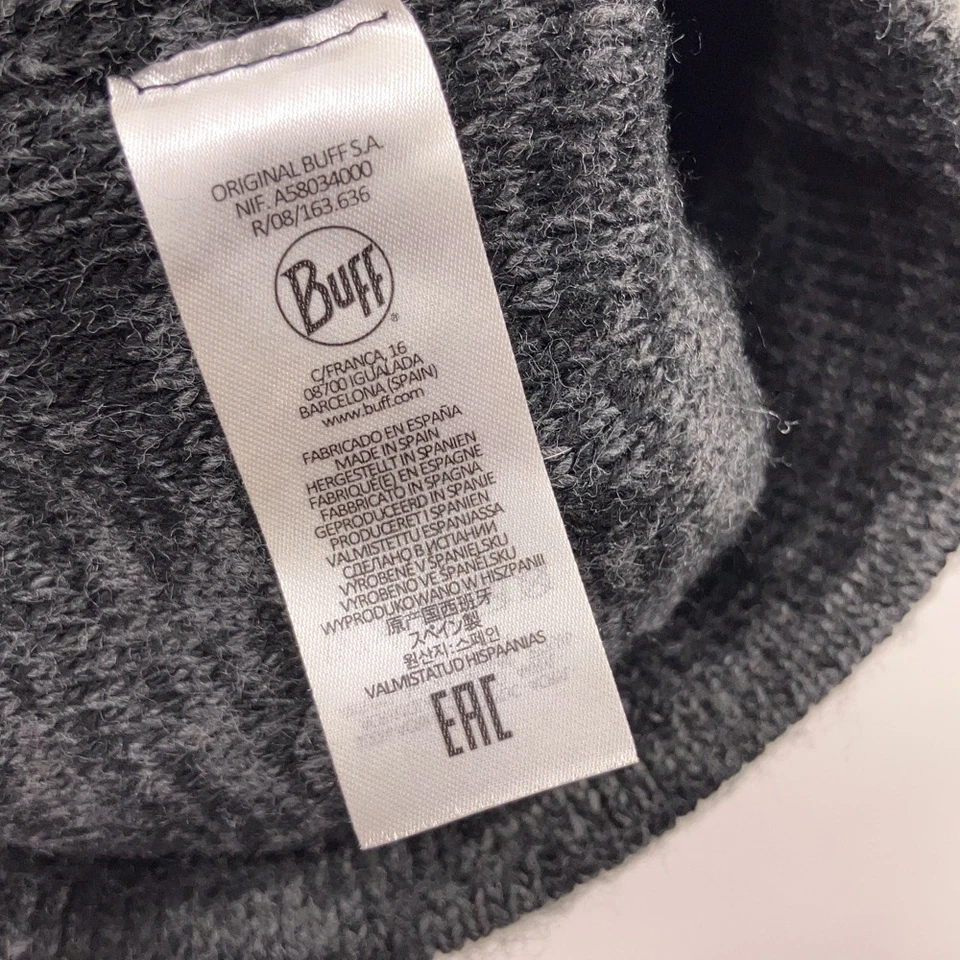 ORIGINAL BUFF S.A.
NIF. A58034000
R/08/163.636
BUFF®
C/FRANÇA, 16
08700 IGUALADA
BARCELONA (SPAIN)
www.buff.com
FABRICADO EN ESPAÑA
MADE IN SPAIN
HERGESTELLT IN SPANIEN
FABRIQUÉ(E) EN ESPAGNE
FABBRICATO IN SPAGNA
GEPRODUCEERD IN SPANJE
PRODUCERET I SPANIEN
VALMISTETTU ESPANJASSA
СДЕЛАНО В ИСПАНИИ
VYROBENÉ V ŠPANIELSKU
VYROBENO VE ŠPANĚLSKU
WYPRODUKOWANO W HISZPANII
原产国西班牙
スペイン製
원산지:스페인
VALMISTATUD HISPAANIAS
EAC